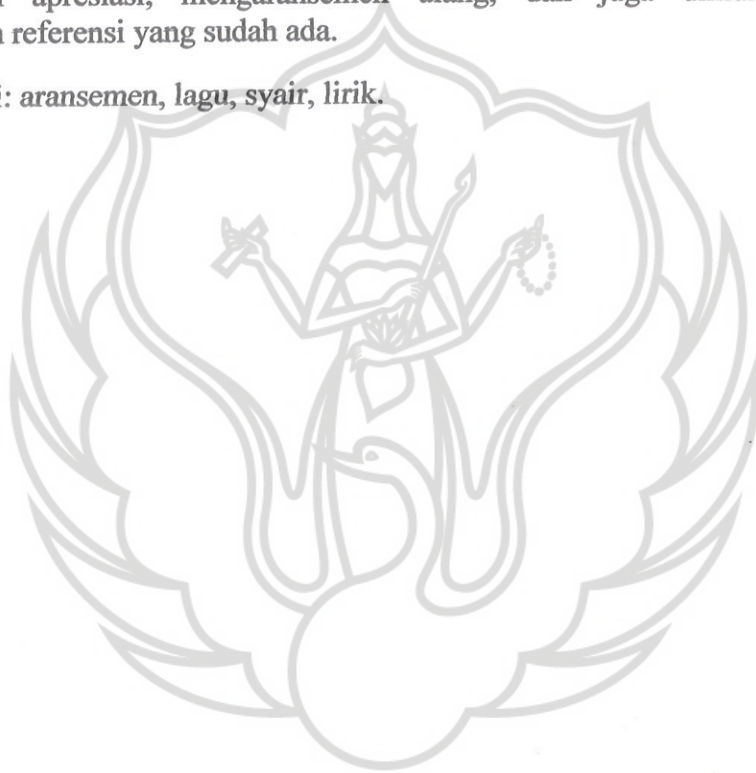 apresiasi, mengaransemen ulang, dan juga
referensi yang sudah ada.
: aransemen, lagu, syair, lirik.